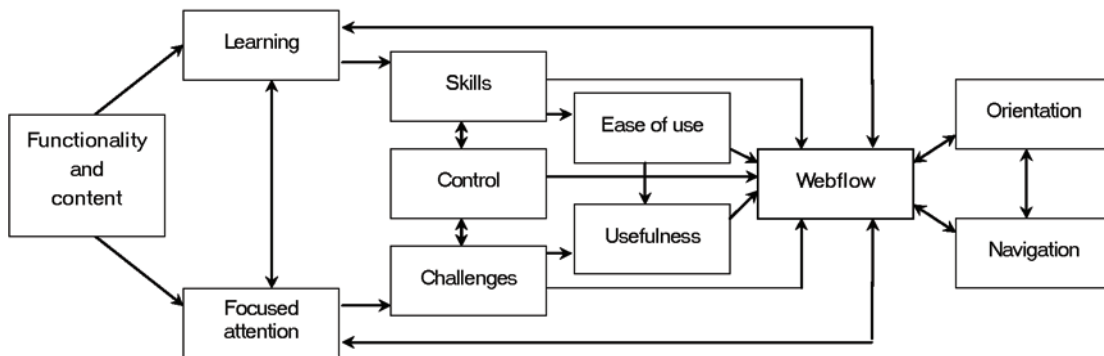 Learning
Functionality
and
content
Skills
Ease of use
Control
Usefulness
Challenges
Focused
attention
Webflow
Orientation
Navigation